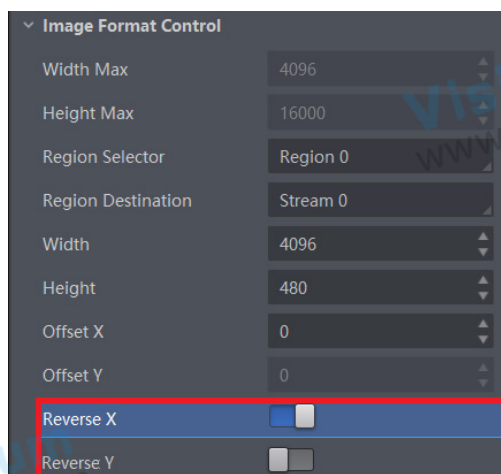 Image Format Control
Width Max 4096
Height Max 16000
Region Selector Region 0
Region Destination Stream 0
Width 4096
Height 480
Offset X 0
Offset Y 0
Reverse X
Reverse Y